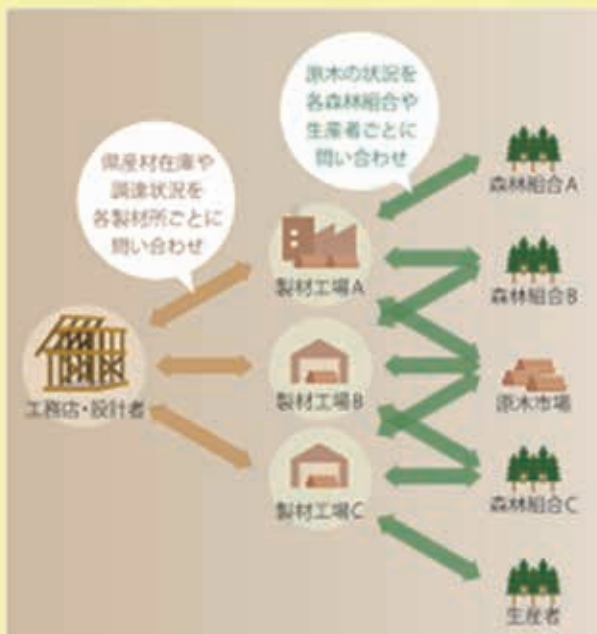 原木の状況を
各森林組合や
生産者ごとに
問い合わせ
県産材在庫や
調達状況を
各製材所ごとに
問い合わせ
工務店・設計者
製材工場A
製材工場B
製材工場C
森林組合A
森林組合B
原木市場
森林組合C
生産者